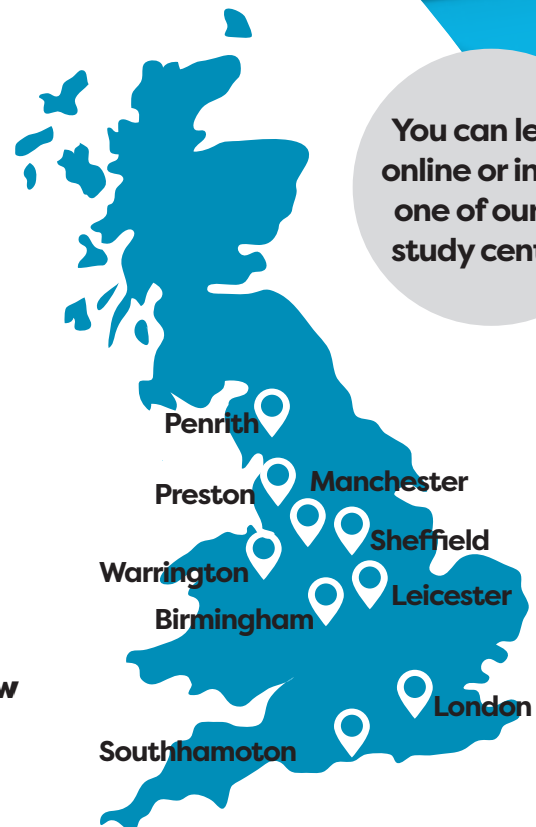 You can le
online or in
one of our
study cent
Penrith
Manchester
Preston
Sheffield
Warrington
Leicester
Birmingham
w
London
Southhamoton